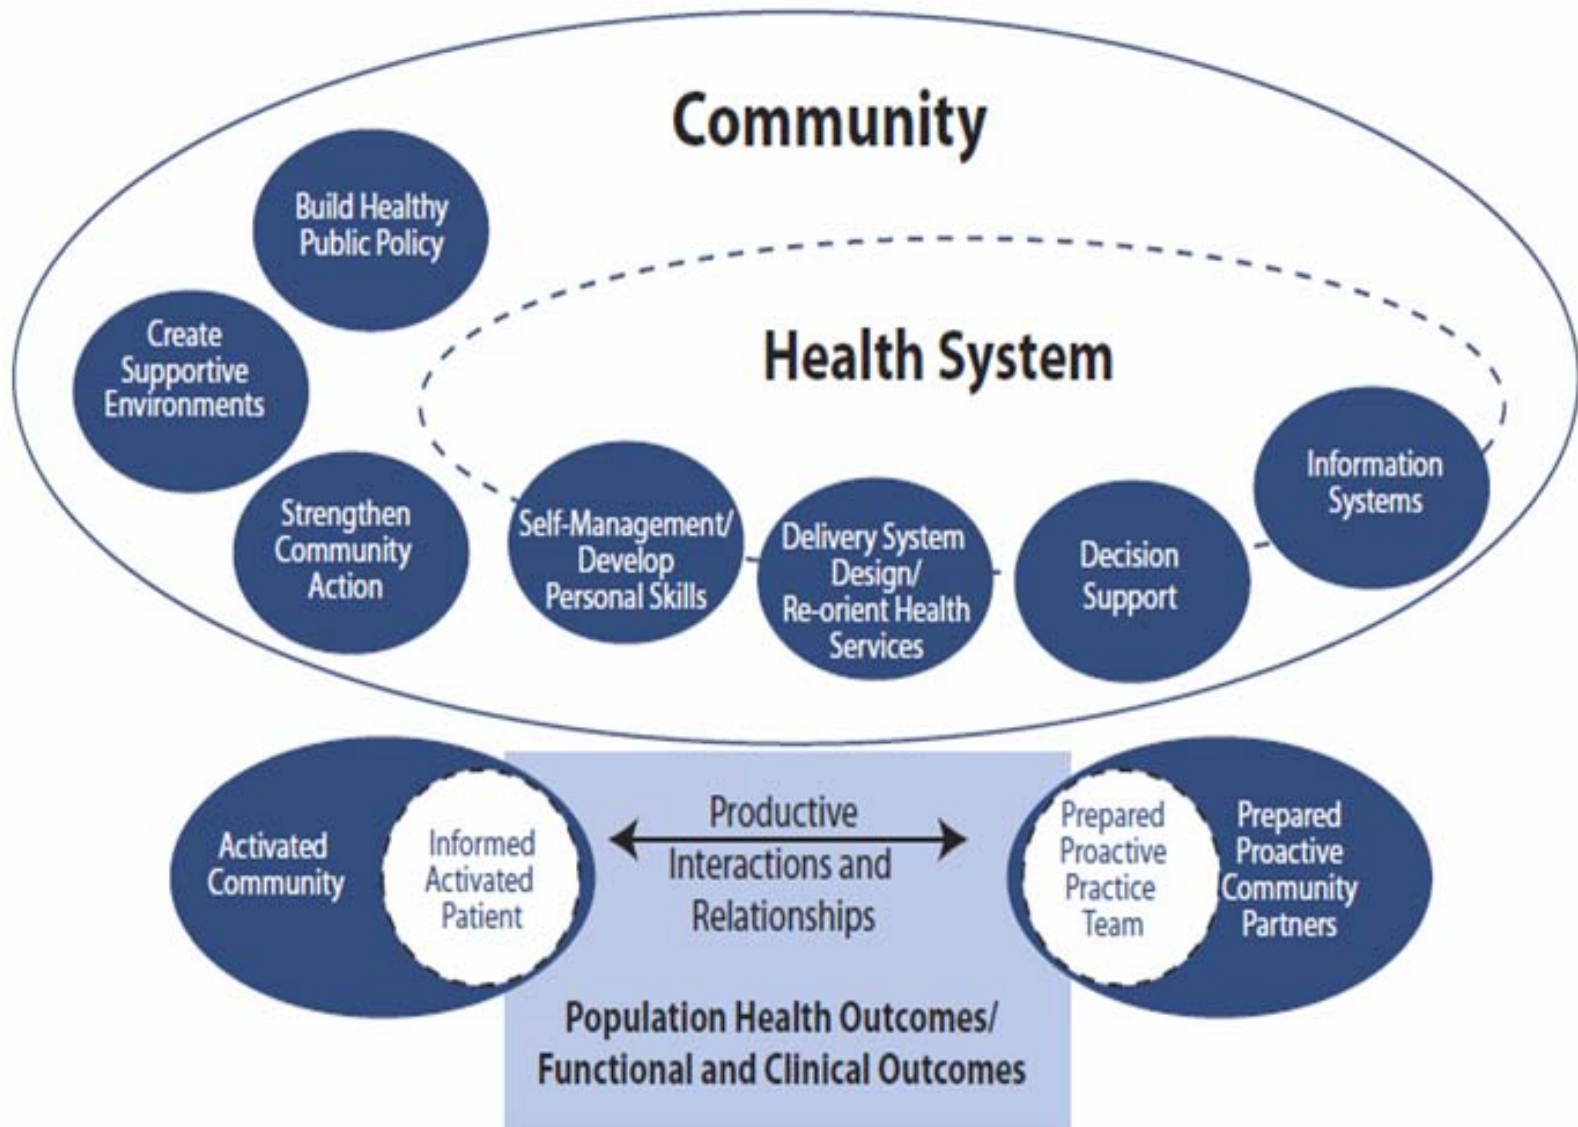 Community
Build Healthy
Public Policy
Create
Supportive
Environments
Strengthen
Community
Action
Health System
Self-Management/
Develop
Personal Skills
Delivery System
Design/
Re-orient Health
Services
Decision
Support
Information
Systems
Activated
Community
Informed
Activated
Patient
Productive
Interactions and
Relationships
Prepared
Proactive
Practice
Team
Prepared
Proactive
Community
Partners
Population Health Outcomes/
Functional and Clinical Outcomes